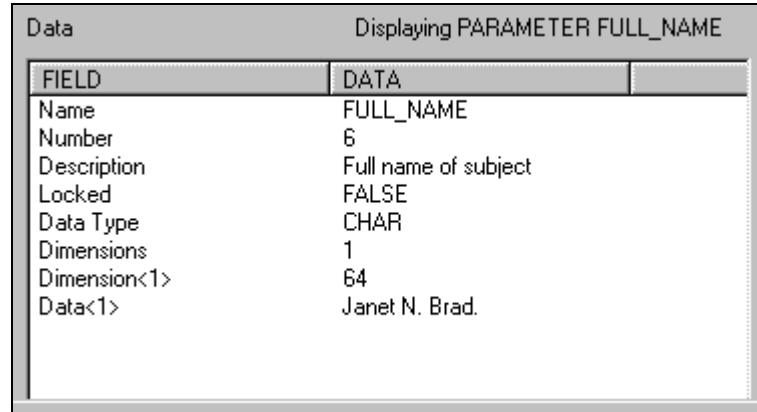 Data Displaying PARAMETER FULL_NAME
FIELD DATA
Name FULL_NAME
Number 6
Description Full name of subject
Locked FALSE
Data Type CHAR
Dimensions 1
Dimension<1> 64
Data<1> Janet N. Brad.